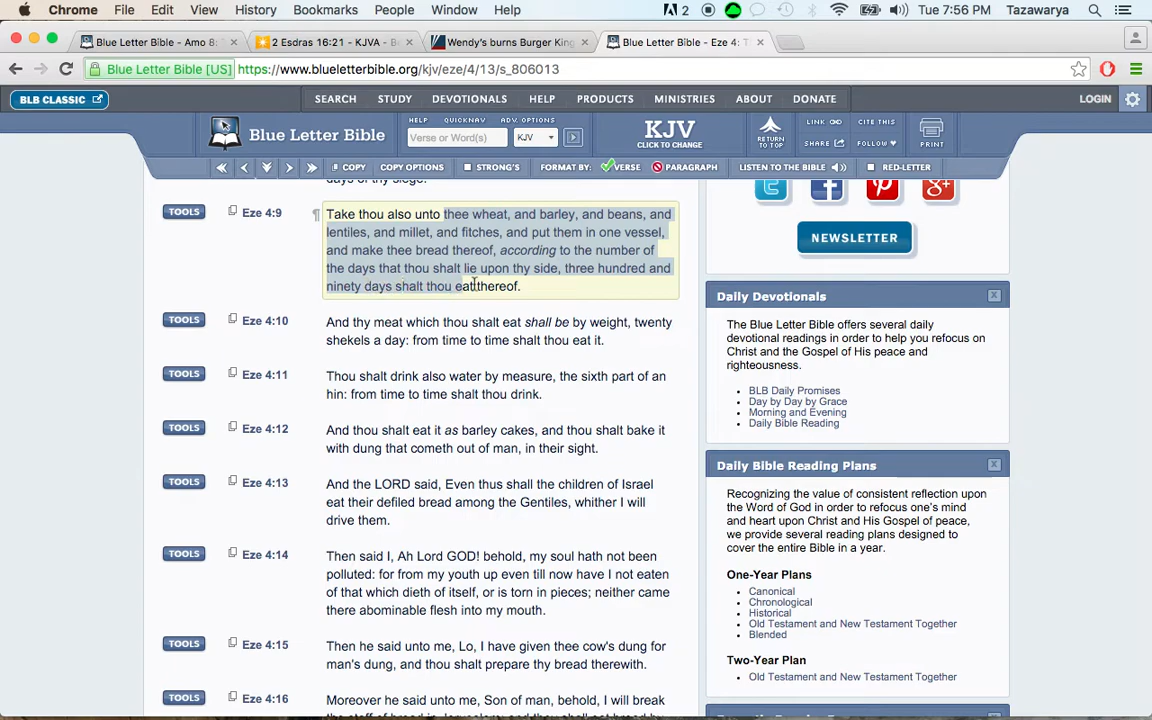 Chrome File Edit View History Bookmarks People Window Help 2 Tue 7:56 PM Tazawarya
Blue Letter Bible - Amo 8: × 2 Esdras 16:21 - KJVA - B × Wendy's burns Burger King × Blue Letter Bible - Eze 4: T ×
Blue Letter Bible [US] https://www.blueletterbible.org/kjv/eze/4/13/s_806013
BLB CLASSIC SEARCH STUDY DEVOTIONALS HELP PRODUCTS MINISTRIES ABOUT DONATE LOGIN
HELP QUICKNAV ADV. OPTIONS
Blue Letter Bible Verse or Word(s) KJV KJV CLICK TO CHANGE RETURN TO TOP LINK CITE THIS SHARE FOLLOW PRINT
COPY COPY OPTIONS STRONG'S FORMAT BY: VERSE PARAGRAPH LISTEN TO THE BIBLE RED-LETTER
days of thy siege.
TOOLS Eze 4:9 ¶ Take thou also unto thee wheat, and barley, and beans, and
lentiles, and millet, and fitches, and put them in one vessel,
and make thee bread thereof, according to the number of
the days that thou shalt lie upon thy side, three hundred and
ninety days shalt thou eat thereof.
TOOLS Eze 4:10 And thy meat which thou shalt eat shall be by weight, twenty
shekels a day: from time to time shalt thou eat it.
TOOLS Eze 4:11 Thou shalt drink also water by measure, the sixth part of an
hin: from time to time shalt thou drink.
TOOLS Eze 4:12 And thou shalt eat it as barley cakes, and thou shalt bake it
with dung that cometh out of man, in their sight.
TOOLS Eze 4:13 And the LORD said, Even thus shall the children of Israel
eat their defiled bread among the Gentiles, whither I will
drive them.
TOOLS Eze 4:14 Then said I, Ah Lord GOD! behold, my soul hath not been
polluted: for from my youth up even till now have I not eaten
of that which dieth of itself, or is torn in pieces; neither came
there abominable flesh into my mouth.
TOOLS Eze 4:15 Then he said unto me, Lo, I have given thee cow's dung for
man's dung, and thou shalt prepare thy bread therewith.
TOOLS Eze 4:16 Moreover he said unto me, Son of man, behold, I will break
NEWSLETTER
Daily Devotionals
The Blue Letter Bible offers several daily
devotional readings in order to help you refocus on
Christ and the Gospel of His peace and
righteousness.
BLB Daily Promises
Day by Day by Grace
Morning and Evening
Daily Bible Reading
Daily Bible Reading Plans
Recognizing the value of consistent reflection upon
the Word of God in order to refocus one's mind
and heart upon Christ and His Gospel of peace,
we provide several reading plans designed to
cover the entire Bible in a year.
One-Year Plans
Canonical
Chronological
Historical
Old Testament and New Testament Together
Blended
Two-Year Plan
Old Testament and New Testament Together